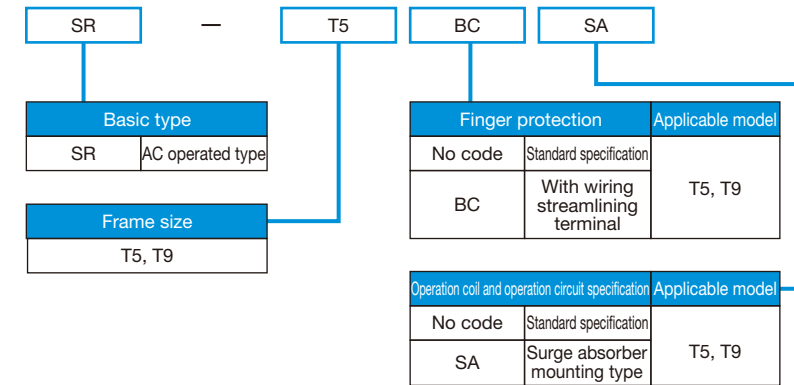 SR — T5 BC SA
Basic type
SR AC operated type
Frame size
T5, T9
Finger protection Applicable model
No code Standard specification
BC With wiring
streamlining
terminal
T5, T9
Operation coil and operation circuit specification Applicable model
No code Standard specification
SA Surge absorber
mounting type
T5, T9